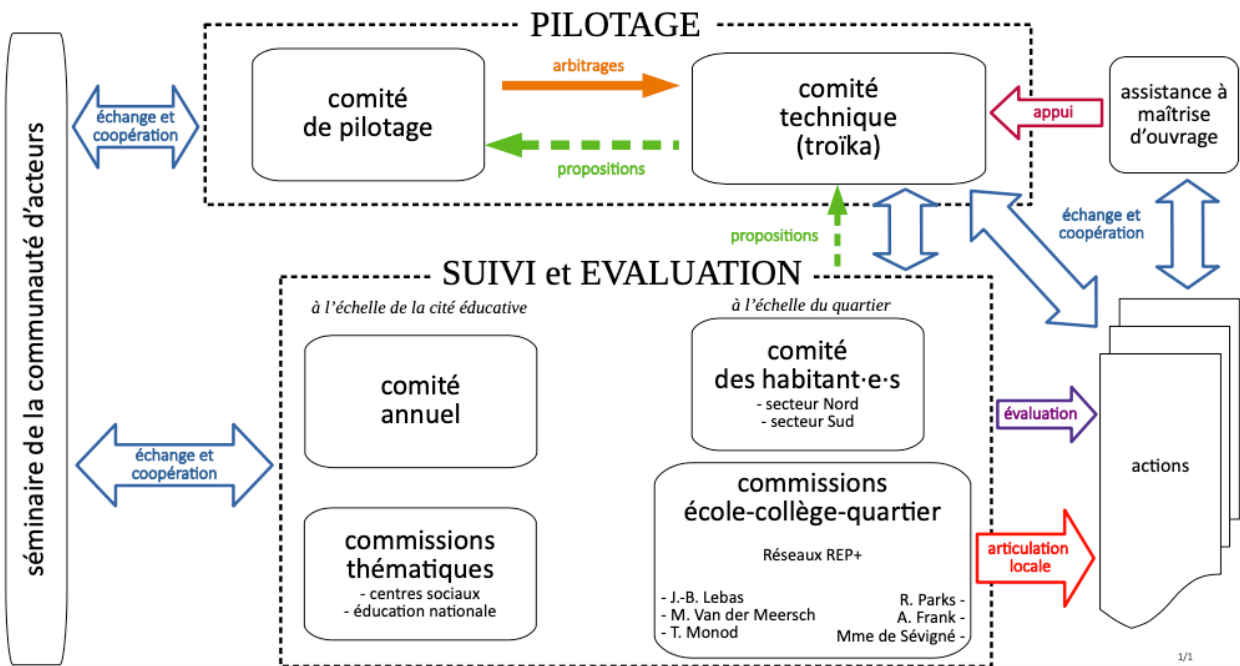 PILOTAGE
séminaire de la communauté d'acteurs
échange et
coopération
comité
de pilotage
arbitrages
propositions
comité
technique
(troïka)
appui
assistance à
maîtrise
d'ouvrage
propositions
échange et
coopération
SUIVI et EVALUATION
à l'échelle de la cité éducative
à l'échelle du quartier
comité
annuel
comité
des habitant·e·s
- secteur Nord
- secteur Sud
échange et
coopération
évaluation
actions
commissions
thématiques
- centres sociaux
- éducation nationale
commissions
école-collège-quartier
Réseaux REP+
- J.-B. Lebas
- M. Van der Meersch
- T. Monod
R. Parks -
A. Frank -
Mme de Sévigné -
articulation
locale
1/1